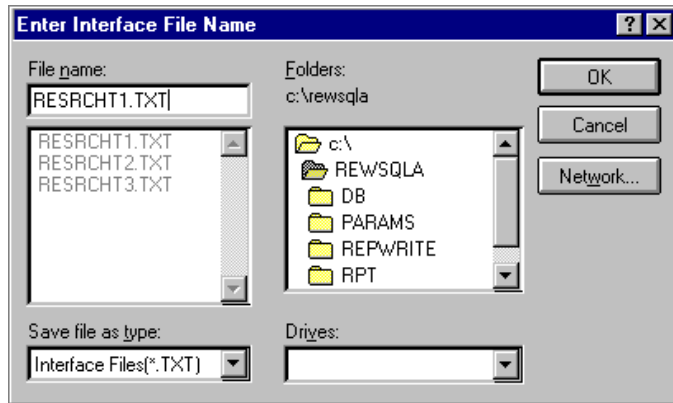 Enter Interface File Name
File name:
RESRCHT1.TXT
RESRCHT1.TXT
RESRCHT2.TXT
RESRCHT3.TXT
Save file as type:
Interface Files(*.TXT)
Folders:
c:\rewsqla
c:\
REWSQLA
DB
PARAMS
REPWRITE
RPT
Drives:
OK
Cancel
Network...